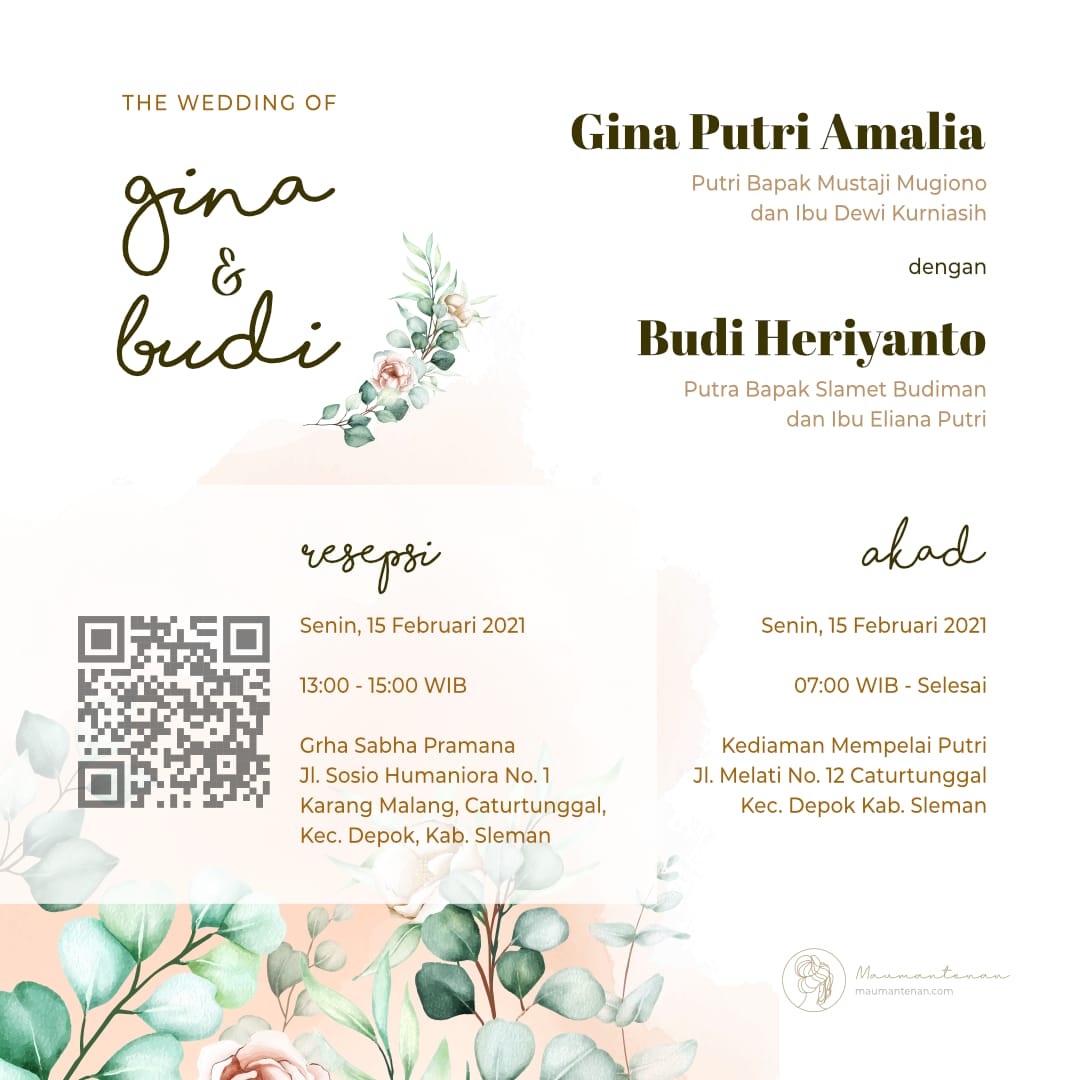 THE WEDDING OF
gina
&
budi
Gina Putri Amalia
Putri Bapak Mustaji Mugiono
dan Ibu Dewi Kurniasih
dengan
Budi Heriyanto
Putra Bapak Slamet Budiman
dan Ibu Eliana Putri
resepsi
Senin, 15 Februari 2021
13:00 - 15:00 WIB
Grha Sabha Pramana
Jl. Sosio Humaniora No. 1
Karang Malang, Caturtunggal,
Kec. Depok, Kab. Sleman
akad
Senin, 15 Februari 2021
07:00 WIB - Selesai
Kediaman Mempelai Putri
Jl. Melati No. 12 Caturtunggal
Kec. Depok Kab. Sleman
Maumantenan
maumantenan.com